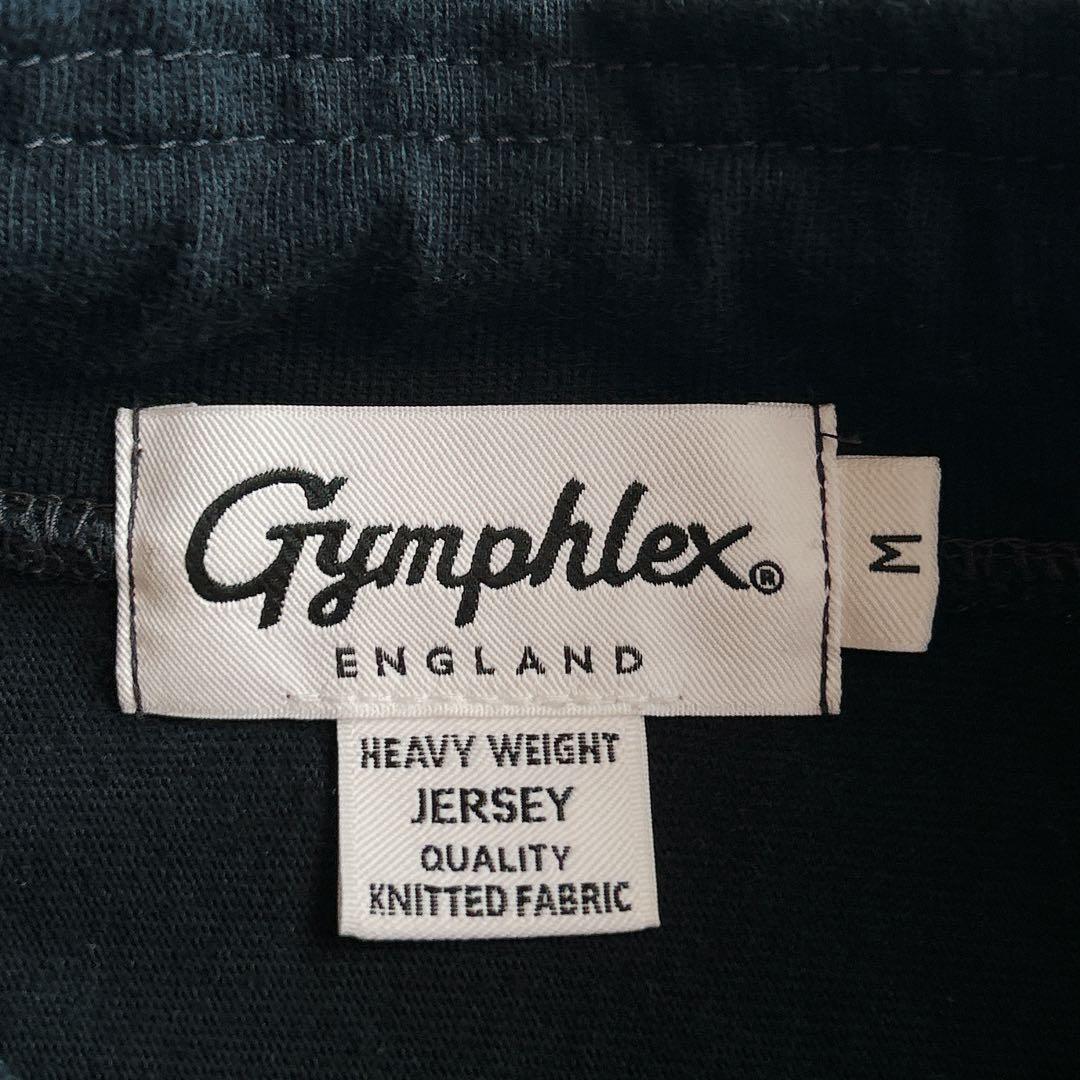 Gymphlex®
ENGLAND
M
HEAVY WEIGHT
JERSEY
QUALITY
KNITTED FABRIC